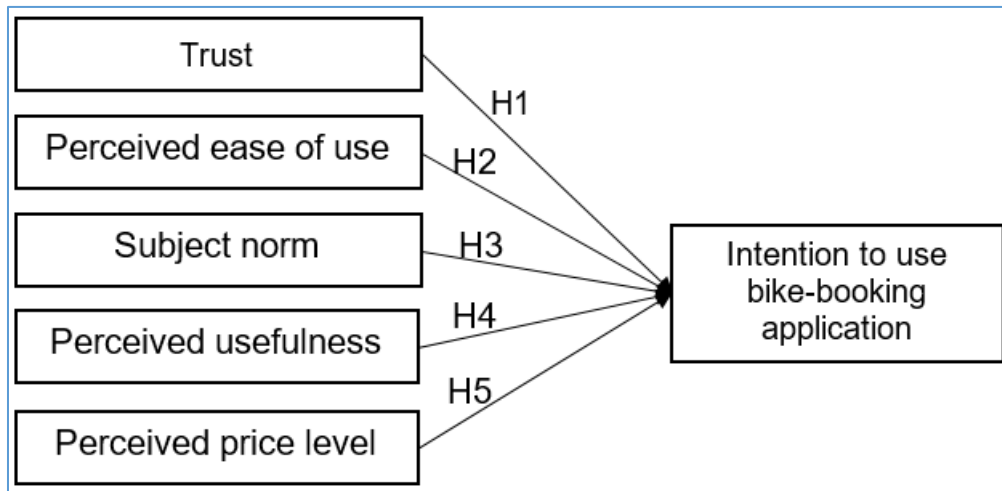 Trust
H1
Perceived ease of use
H2
Subject norm
H3
Perceived usefulness
H4
Perceived price level
H5
Intention to use
bike-booking
application